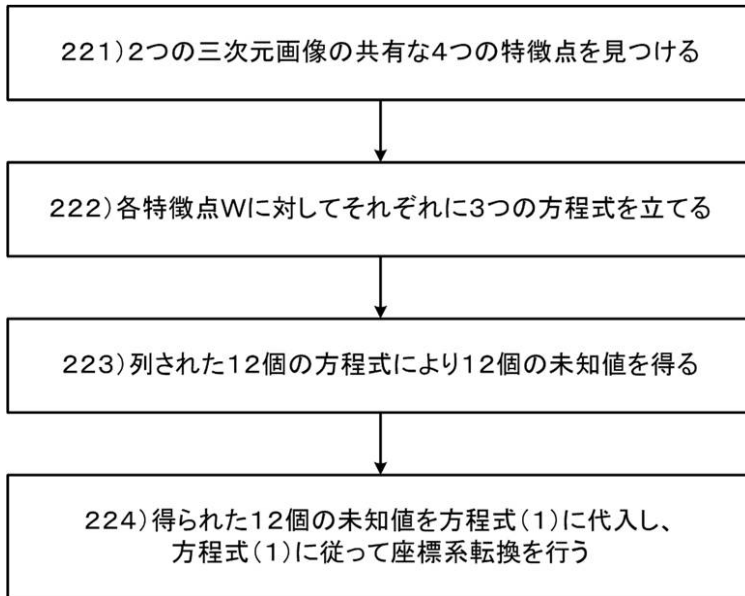 221)2つの三次元画像の共有な4つの特徴点を見つける
222)各特徴点Wに対してそれぞれに3つの方程式を立てる
223)列された12個の方程式により12個の未知値を得る
224)得られた12個の未知値を方程式(1)に代入し、
方程式(1)に従って座標系転換を行う